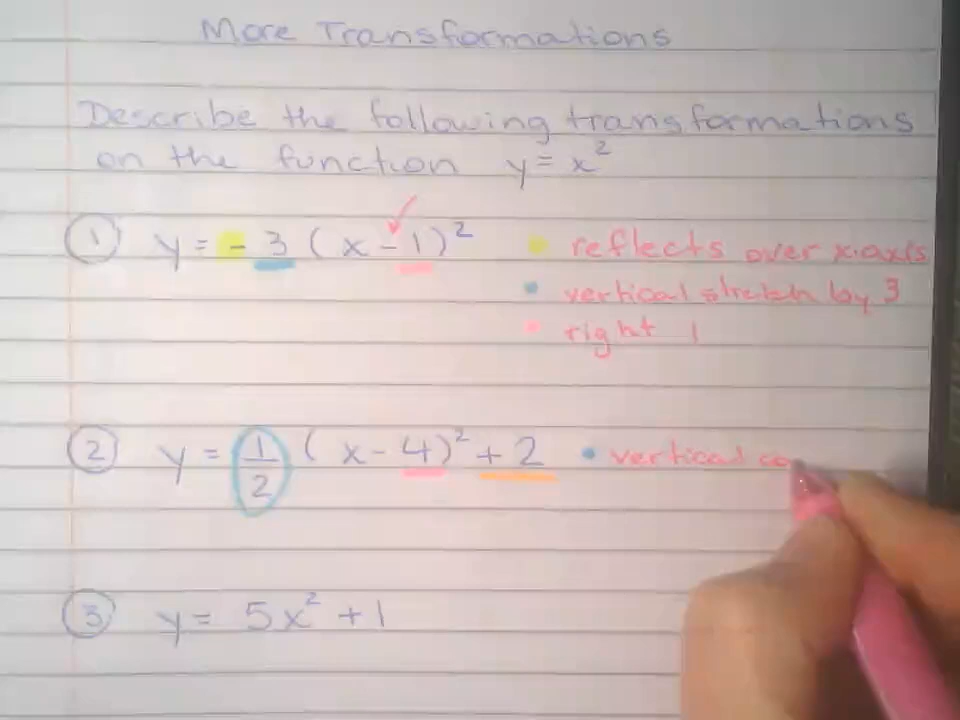 More Transformations
Describe the following transformations
on the function y = x²
① y = - 3 ( x - 1 )² • reflects over x-axis
• vertical stretch by 3
• right 1
② y = 1/2 ( x - 4 )² + 2 • vertical co
③ y = 5x² + 1